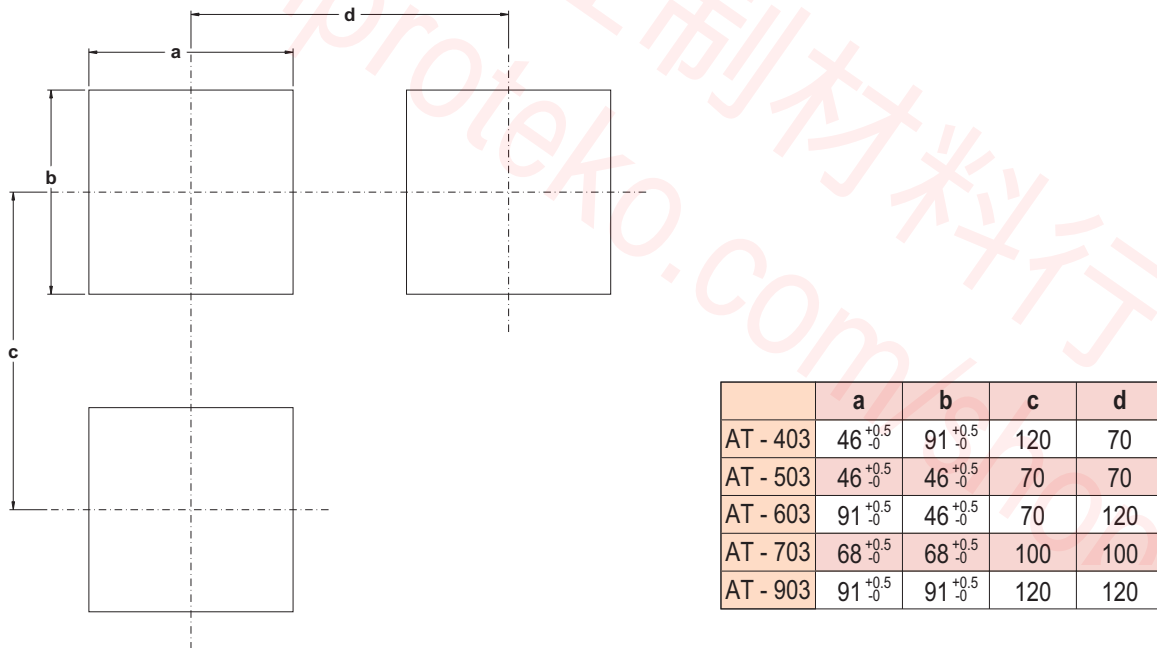 d
a
b
c
a b c d
AT - 403 46 +0.5 -0 91 +0.5 -0 120 70
AT - 503 46 +0.5 -0 46 +0.5 -0 70 70
AT - 603 91 +0.5 -0 46 +0.5 -0 70 120
AT - 703 68 +0.5 -0 68 +0.5 -0 100 100
AT - 903 91 +0.5 -0 91 +0.5 -0 120 120
制材料行
proteko.com/shop